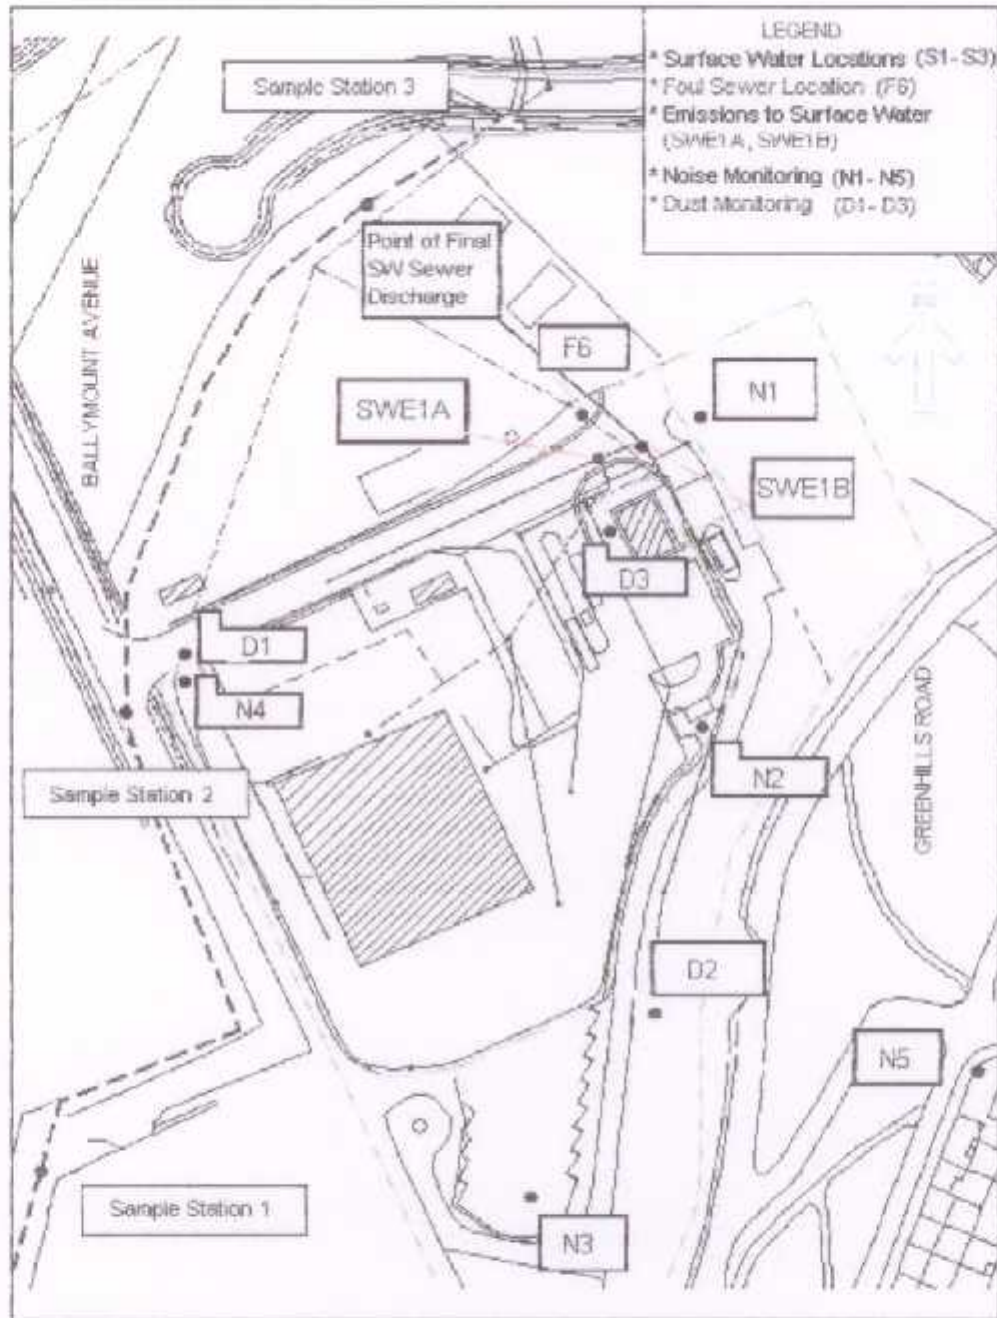 LEGEND
* Surface Water Locations (S1-S3)
* Foul Sewer Location (F6)
* Emissions to Surface Water
(SWE1A, SWE1B)
* Noise Monitoring (N1-N5)
* Dust Monitoring (D1-D3)
Sample Station 3
Point of Final
SW Sewer
Discharge
BALLYMOUNT AVENUE
F6
N1
SWE1A
SWE1B
D3
D1
N4
N2
Sample Station 2
GREENHILLS ROAD
D2
N5
Sample Station 1
N3